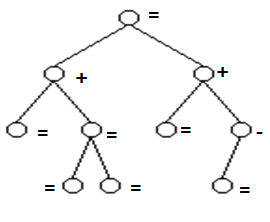 =
+ +
= = = -
= = =